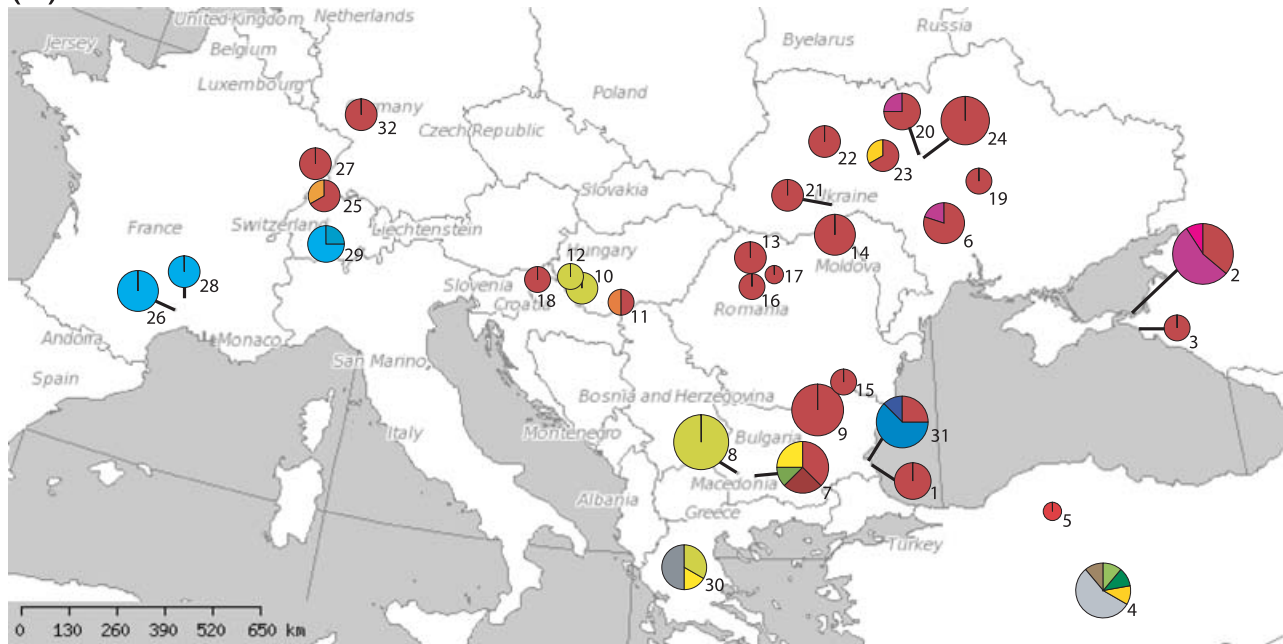 United Kingdom
Netherlands
Russia
Jersey
Belgium
Byelarus
Luxembourg
Poland
Germany
32
Czech Republic
20
24
22
23
27
Slovakia
21
Ukraine
19
25
France
Switzerland
Liechtenstein
6
29
Hungary
13
14
12
10
Moldova
17
2
28
Slovenia
18
16
26
Croatia
11
Romania
Andorra
Monaco
3
San Marino
Spain
15
Bosnia and Herzegovina
Italy
Montenegro
8
Bulgaria
9
31
Macedonia
7
1
Albania
Greece
5
Turkey
30
4
0 130 260 390 520 650 km